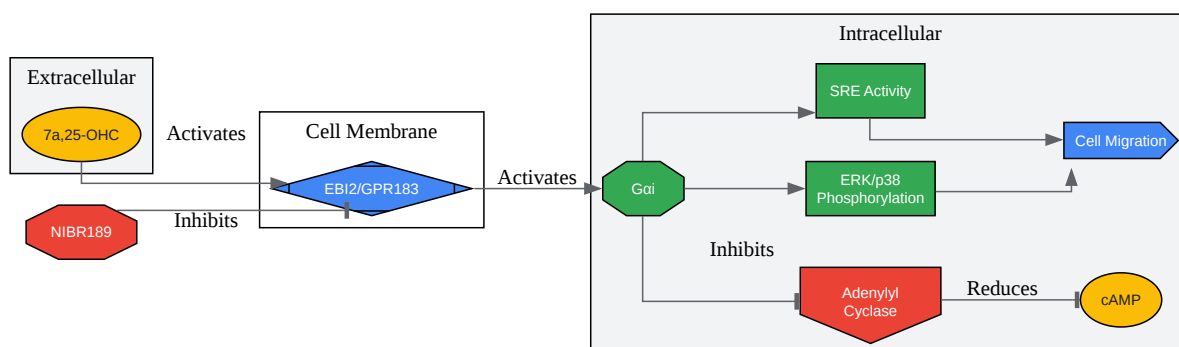 Intracellular
Extracellular
SRE Activity
7a,25-OHC
Activates
Cell Membrane
Cell Migration
EBI2/GPR183
Activates
Gαi
ERK/p38
Phosphorylation
NIBR189
Inhibits
Inhibits
Adenylyl
Cyclase
Reduces
cAMP